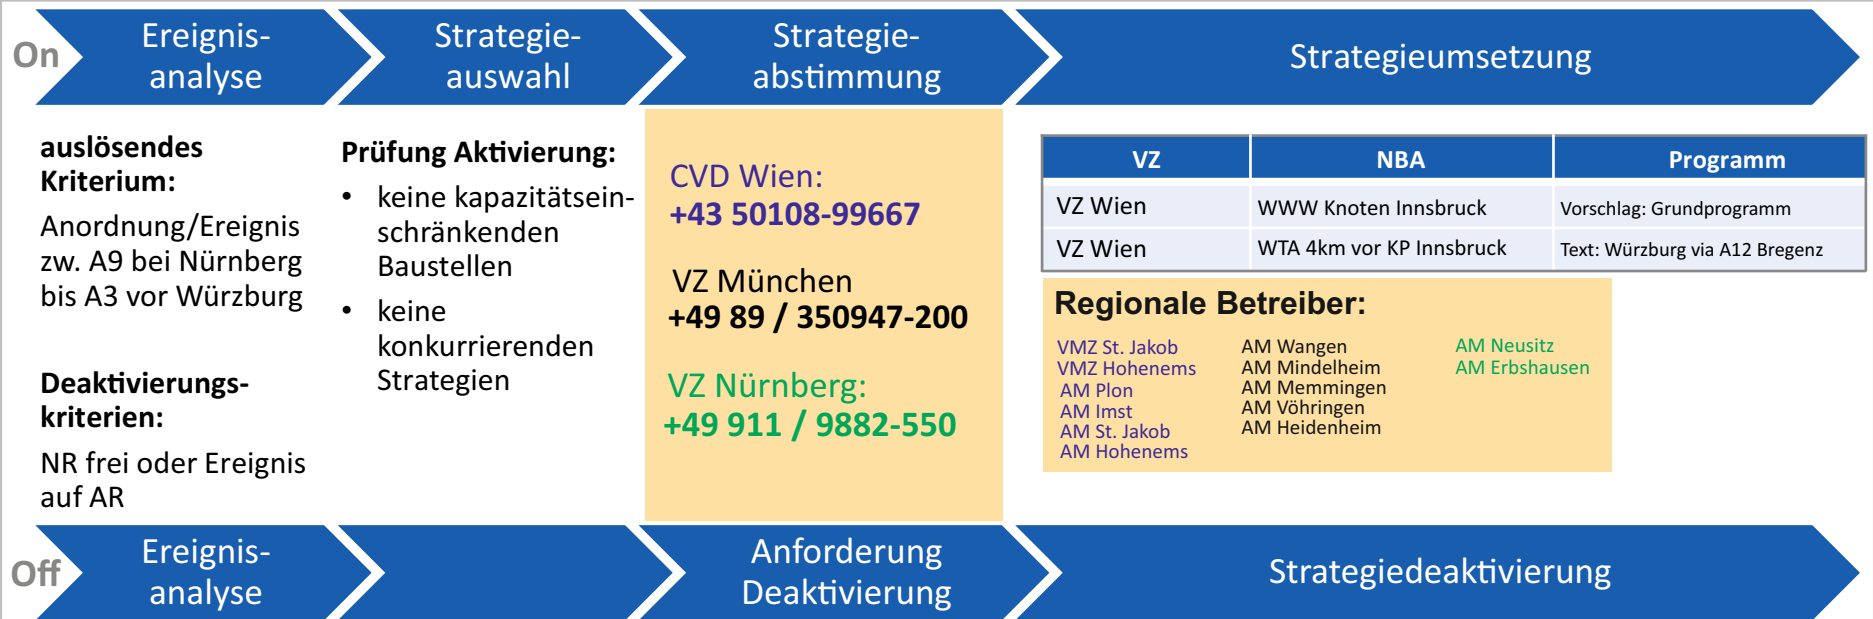 On
Ereignis-
analyse
Strategie-
auswahl
Strategie-
abstimmung
Strategieumsetzung
auslösendes
Kriterium:
Anordnung/Ereignis
zw. A9 bei Nürnberg
bis A3 vor Würzburg
Deaktivierungs-
kriterien:
NR frei oder Ereignis
auf AR
Prüfung Aktivierung:
• keine kapazitätsein-
schränkenden
Baustellen
• keine
konkurrierenden
Strategien
CVD Wien:
+43 50108-99667
VZ München
+49 89 / 350947-200
VZ Nürnberg:
+49 911 / 9882-550
VZ NBA Programm
VZ Wien WWW Knoten Innsbruck Vorschlag: Grundprogramm
VZ Wien WTA 4km vor KP Innsbruck Text: Würzburg via A12 Bregenz
Regionale Betreiber:
VMZ St. Jakob
VMZ Hohenems
AM Plon
AM Imst
AM St. Jakob
AM Hohenems
AM Wangen
AM Mindelheim
AM Memmingen
AM Vöhringen
AM Heidenheim
AM Neusitz
AM Erbshausen
Off
Ereignis-
analyse
Anforderung
Deaktivierung
Strategiedeaktivierung